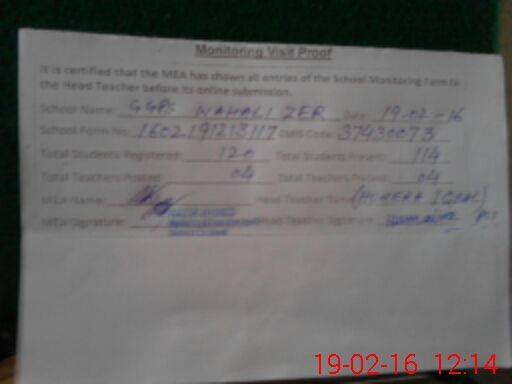 Monitoring Visit Proof
It is certified that the MEA has shown all entries of the School Monitoring Form to
the Head Teacher before its online submission.
School Name: GGPS MAHALI ZER Date: 19-02-16
School Form No: 1602191213117 EMIS Code: 37430073
Total Students Registered: 120 Total Students Present: 114
Total Teachers Posted: 04 Total Teachers Present: 04
MEA Name: Head Teacher Name (HUMERA IQBAL)
MEA Signature: Head Teacher Signature:
19-02-16 12:14